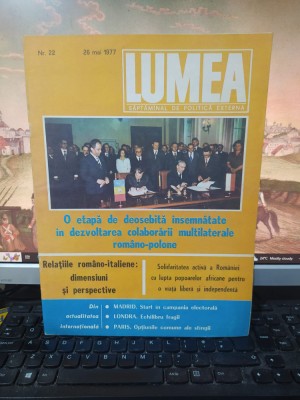 Nr. 22
26 mai 1977
LUMEA
SĂPTĂMÎNAL DE POLITICĂ EXTERNĂ
O etapă de deosebită însemnătate
în dezvoltarea colaborării multilaterale
româno-polone
Relațiile româno-italiene:
dimensiuni
și perspective
Solidaritatea activă a României
cu lupta popoarelor africane pentru
o viață liberă și independentă
Din
actualitatea
internațională
● MADRID. Start în campania electorală
● LONDRA. Echilibru fragil
● PARIS. Opțiunile comune ale stîngii